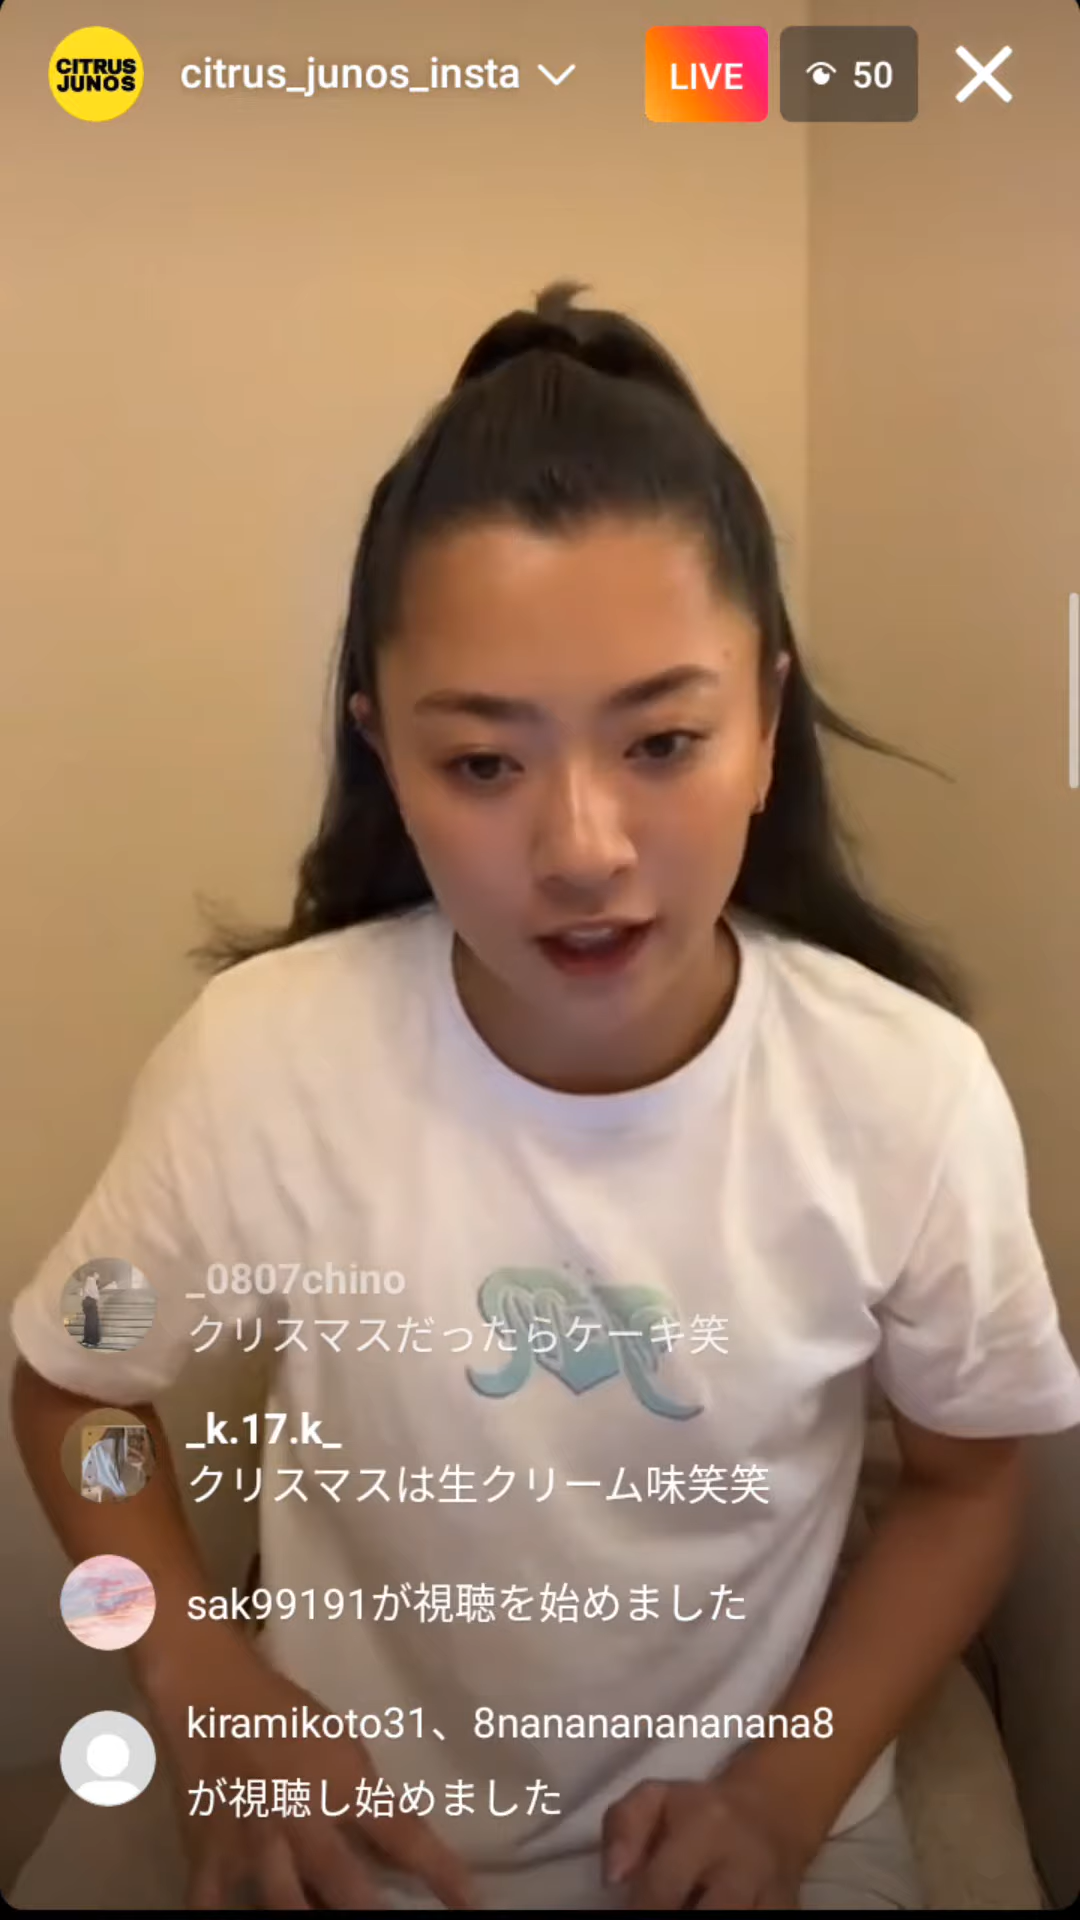 CITRUS
JUNOS
citrus_junos_insta
LIVE
50
_0807chino
クリスマスだったらケーキ笑
_k.17.k_
クリスマスは生クリーム味笑笑
sak99191が視聴を始めました
kiramikoto31、8nanananananana8
が視聴し始めました